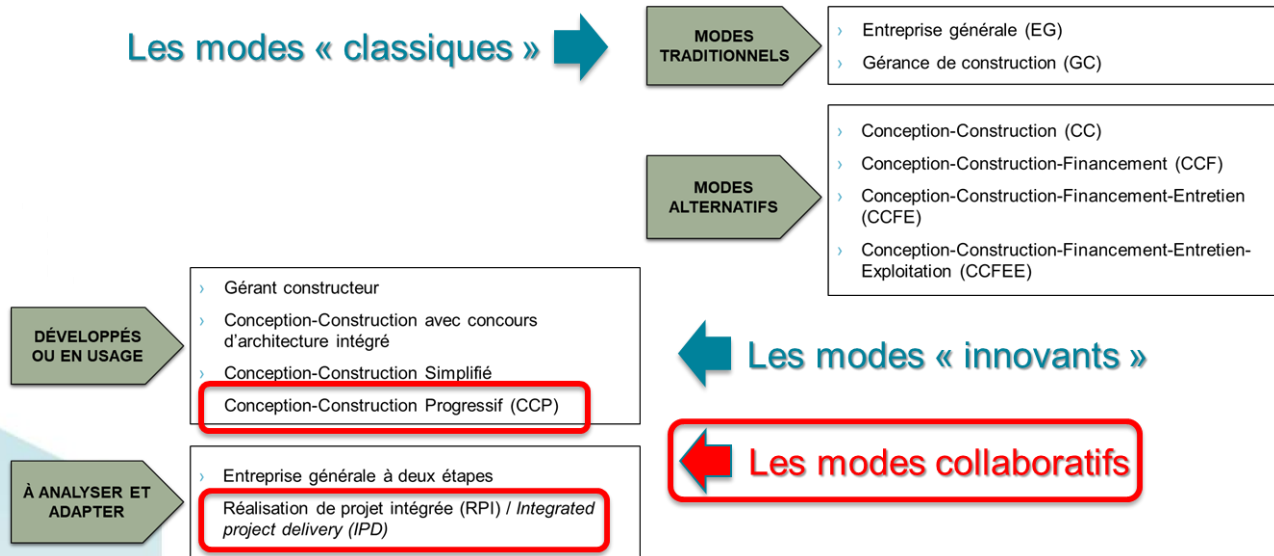 Les modes « classiques »
MODES
TRADITIONNELS
› Entreprise générale (EG)
› Gérance de construction (GC)
MODES
ALTERNATIFS
› Conception-Construction (CC)
› Conception-Construction-Financement (CCF)
› Conception-Construction-Financement-Entretien
(CCFE)
› Conception-Construction-Financement-Entretien-
Exploitation (CCFEE)
DÉVELOPPÉS
OU EN USAGE
› Gérant constructeur
› Conception-Construction avec concours
d'architecture intégré
› Conception-Construction Simplifié
Conception-Construction Progressif (CCP)
Les modes « innovants »
Les modes collaboratifs
À ANALYSER ET
ADAPTER
› Entreprise générale à deux étapes
Réalisation de projet intégrée (RPI) / Integrated
project delivery (IPD)